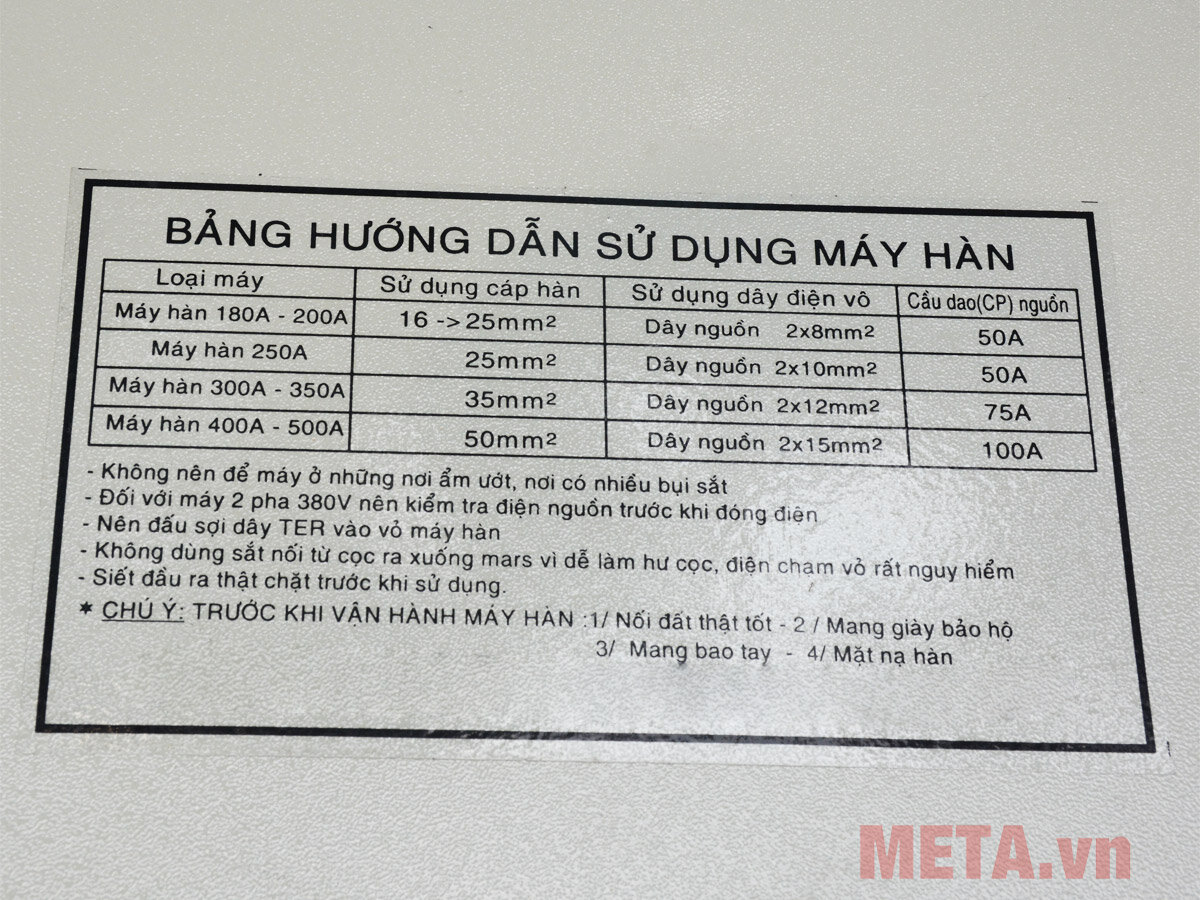 BẢNG HƯỚNG DẪN SỬ DỤNG MÁY HÀN
Loại máy Sử dụng cáp hàn Sử dụng dây điện vô Cầu dao(CP) nguồn
Máy hàn 180A - 200A 16 -> 25mm2 Dây nguồn 2x8mm2 50A
Máy hàn 250A 25mm2 Dây nguồn 2x10mm2 50A
Máy hàn 300A - 350A 35mm2 Dây nguồn 2x12mm2 75A
Máy hàn 400A - 500A 50mm2 Dây nguồn 2x15mm2 100A
- Không nên để máy ở những nơi ẩm ướt, nơi có nhiều bụi sắt
- Đối với máy 2 pha 380V nên kiểm tra điện nguồn trước khi đóng điện
- Nên đấu sợi dây TER vào vỏ máy hàn
- Không dùng sắt nối từ cọc ra xuống mars vì dễ làm hư cọc, điện chạm vỏ rất nguy hiểm
- Siết đầu ra thật chặt trước khi sử dụng.
* CHÚ Ý: TRƯỚC KHI VẬN HÀNH MÁY HÀN :1/ Nối đất thật tốt - 2 / Mang giày bảo hộ
3/ Mang bao tay - 4/ Mặt nạ hàn
META.vn